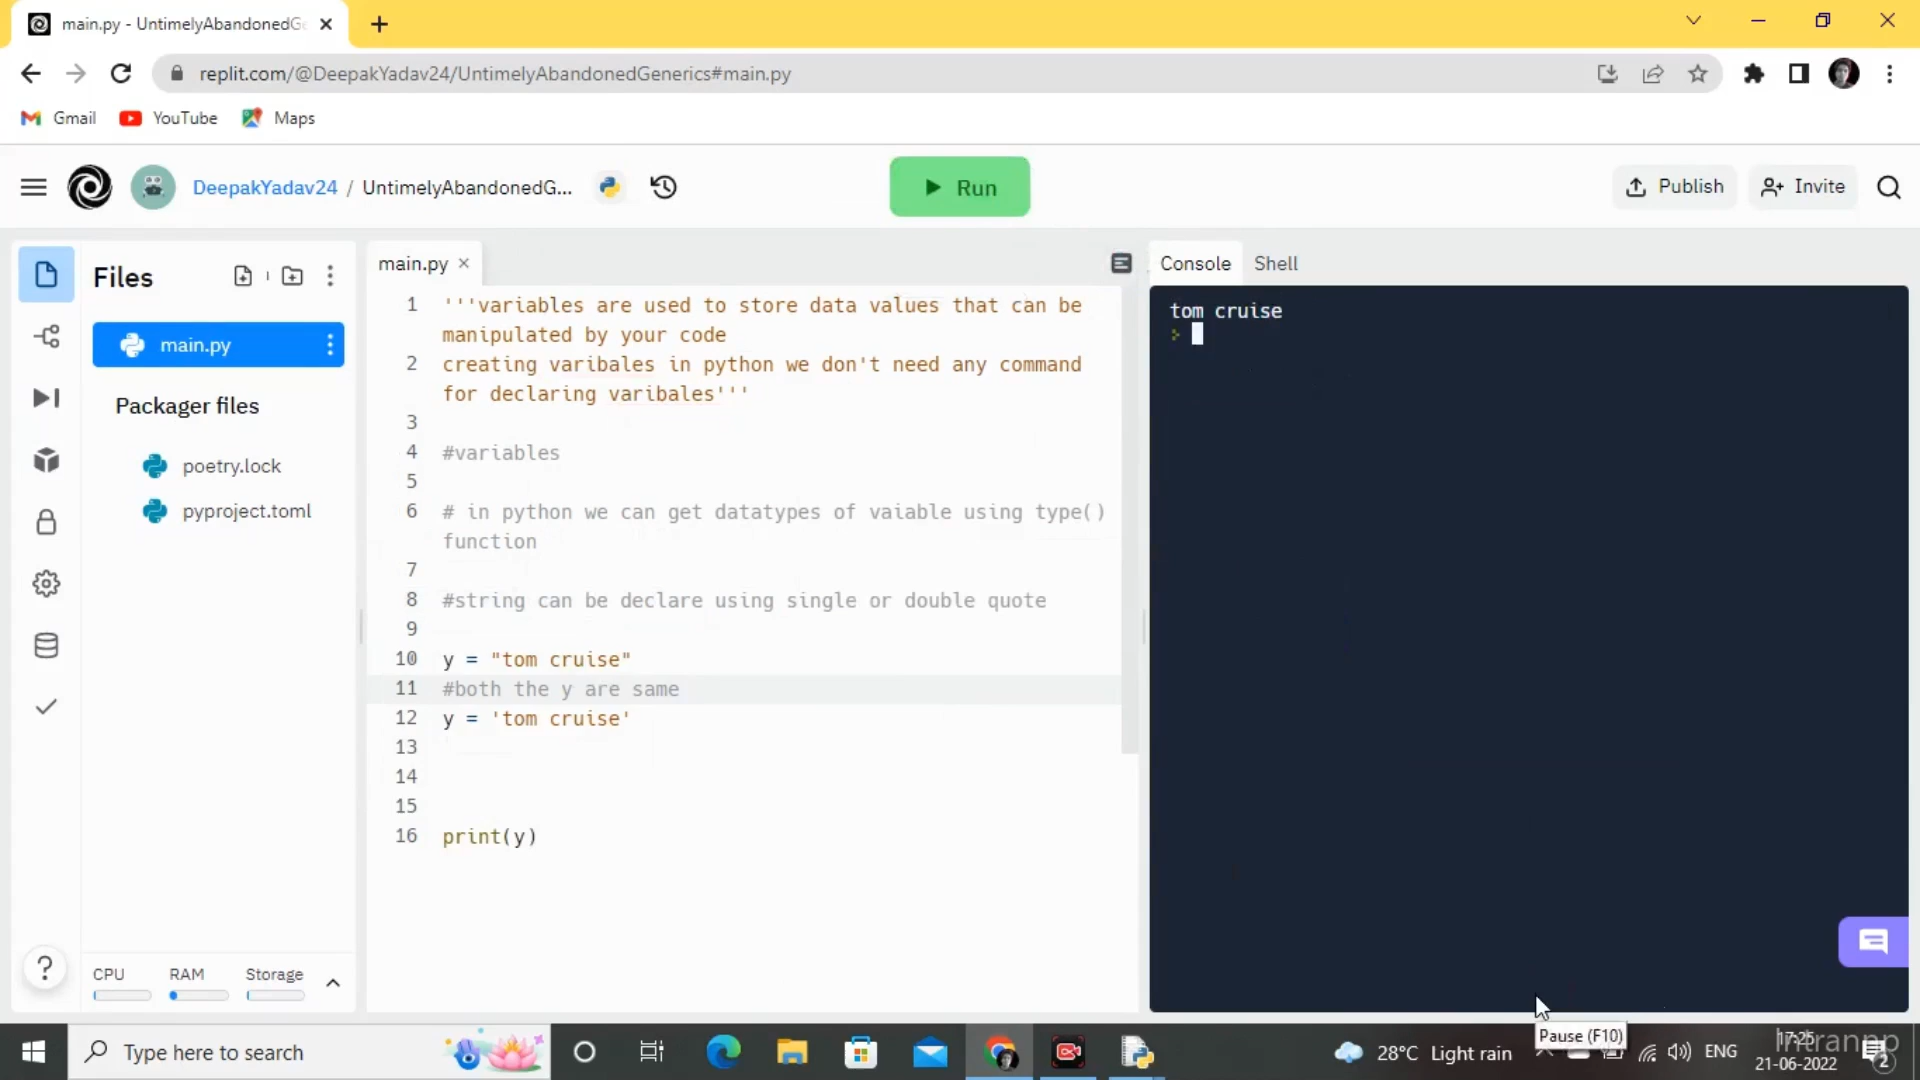 main.py - UntimelyAbandonedG
replit.com/@DeepakYadav24/UntimelyAbandonedGenerics#main.py
Gmail YouTube Maps
DeepakYadav24 / UntimelyAbandonedG... Run Publish Invite
Files main.py Console Shell
main.py
Packager files
poetry.lock
pyproject.toml
CPU RAM Storage
1 '''variables are used to store data values that can be
manipulated by your code
2 creating varibales in python we don't need any command
for declaring varibales'''
3
4 #variables
5
6 # in python we can get datatypes of vaiable using type()
function
7
8 #string can be declare using single or double quote
9
10 y = "tom cruise"
11 #both the y are same
12 y = 'tom cruise'
13
14
15
16 print(y)
tom cruise
Pause (F10)
Type here to search 28°C Light rain ENG
21-06-2022 2